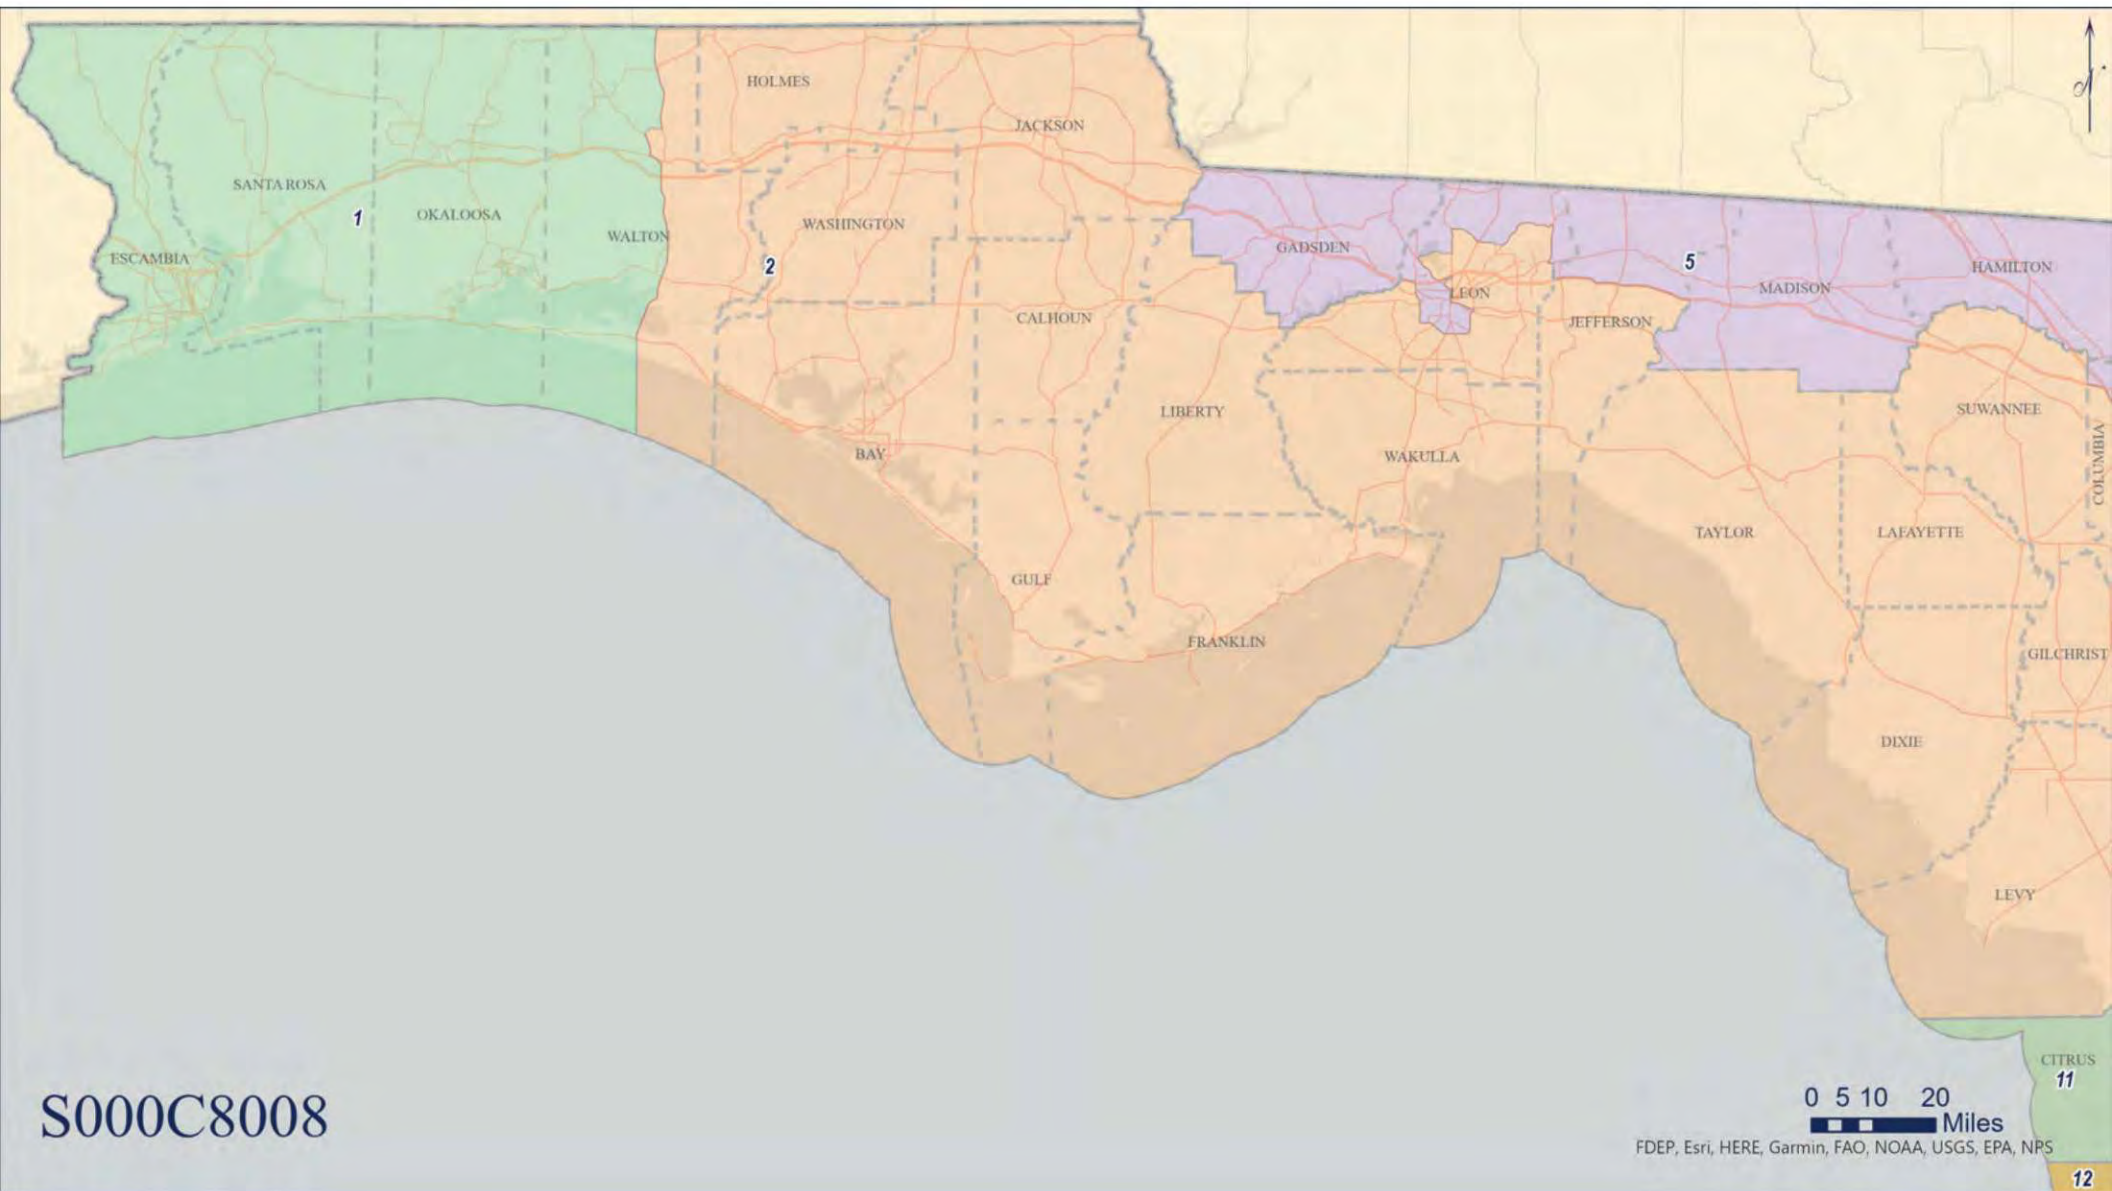 N
HOLMES
JACKSON
SANTA ROSA
1
OKALOOSA
WALTON
WASHINGTON
ESCAMBIA
2
GADSDEN
5
HAMILTON
MADISON
LEON
CALHOUN
JEFFERSON
LIBERTY
SUWANNEE
COLUMBIA
BAY
WAKULLA
TAYLOR
LAFAYETTE
GULF
FRANKLIN
GILCHRIST
DIXIE
LEVY
CITRUS
11
S000C8008
0 5 10 20
Miles
FDEP, Esri, HERE, Garmin, FAO, NOAA, USGS, EPA, NPS
12